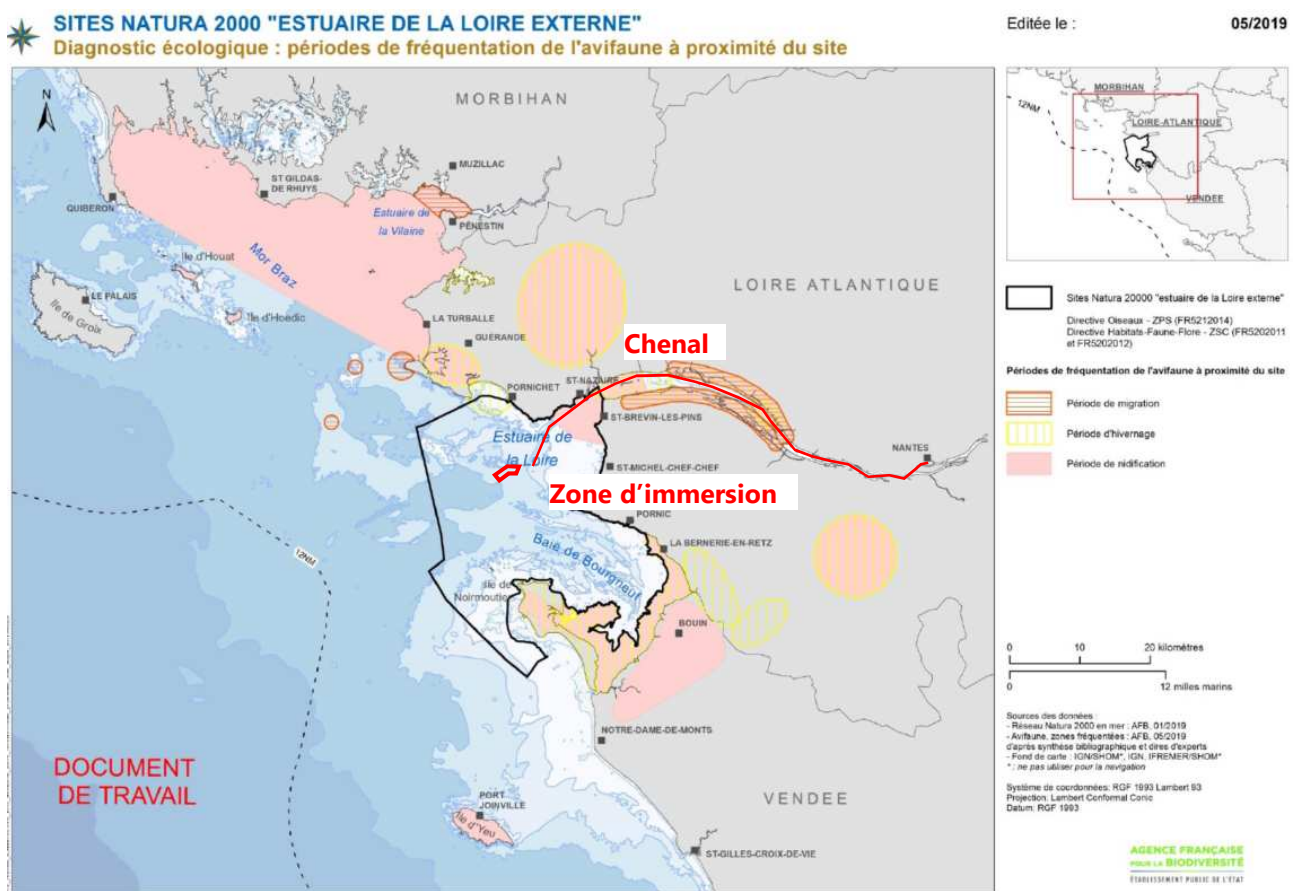 SITES NATURA 2000 "ESTUAIRE DE LA LOIRE EXTERNE"
Diagnostic écologique : périodes de fréquentation de l'avifaune à proximité du site
Editée le : 05/2019
N
MORBIHAN
MUZILLAC
ST GILDAS-
DE RHUYS
QUIBERON
Estuaire de
la Vilaine
PÉNESTIN
Mor Braz
Ile d'Houat
LE PALAIS
Ile de Groix
Ile d'Hoedic
LA TURBALLE
GUÉRANDE
LOIRE ATLANTIQUE
Chenal
PORNICHET
ST-NAZAIRE
ST-BREVIN-LES-PINS
Estuaire de
la Loire
NANTES
ST-MICHEL-CHEF-CHEF
Zone d'immersion
PORNIC
LA BERNERIE-EN-RETZ
Baie de Bourgneuf
12NM
Ile de
Noirmoutier
BOUIN
NOTRE-DAME-DE-MONTS
DOCUMENT
DE TRAVAIL
VENDEE
PORT
JOINVILLE
Ile d'Yeu
ST-GILLES-CROIX-DE-VIE
MORBIHAN
12NM
LOIRE-ATLANTIQUE
VENDEE
Sites Natura 20000 "estuaire de la Loire externe"
Directive Oiseaux - ZPS (FR5212014)
Directive Habitats-Faune-Flore - ZSC (FR5202011
et FR5202012)
Périodes de fréquentation de l'avifaune à proximité du site
Période de migration
Période d'hivernage
Période de nidification
0 10 20 kilomètres
0 12 milles marins
Sources des données :
- Réseau Natura 2000 en mer : AFB, 01/2019
- Avifaune, zones fréquentées : AFB, 05/2019
d'après synthèse bibliographique et dires d'experts
- Fond de carte : IGN/SHOM*, IGN, IFREMER/SHOM*
* : ne pas utiliser pour la navigation
Système de coordonnées: RGF 1993 Lambert 93
Projection: Lambert Conformal Conic
Datum: RGF 1993
AGENCE FRANÇAISE
POUR LA BIODIVERSITÉ
ÉTABLISSEMENT PUBLIC DE L'ÉTAT